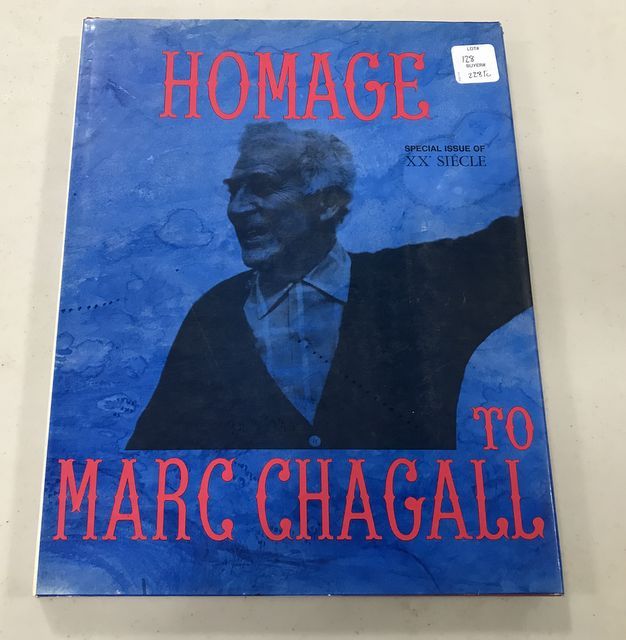 HOMAGE
LOT#
128
BUYER#
SPECIAL ISSUE OF
XXᵉ SIÈCLE
TO
MARC CHAGALL